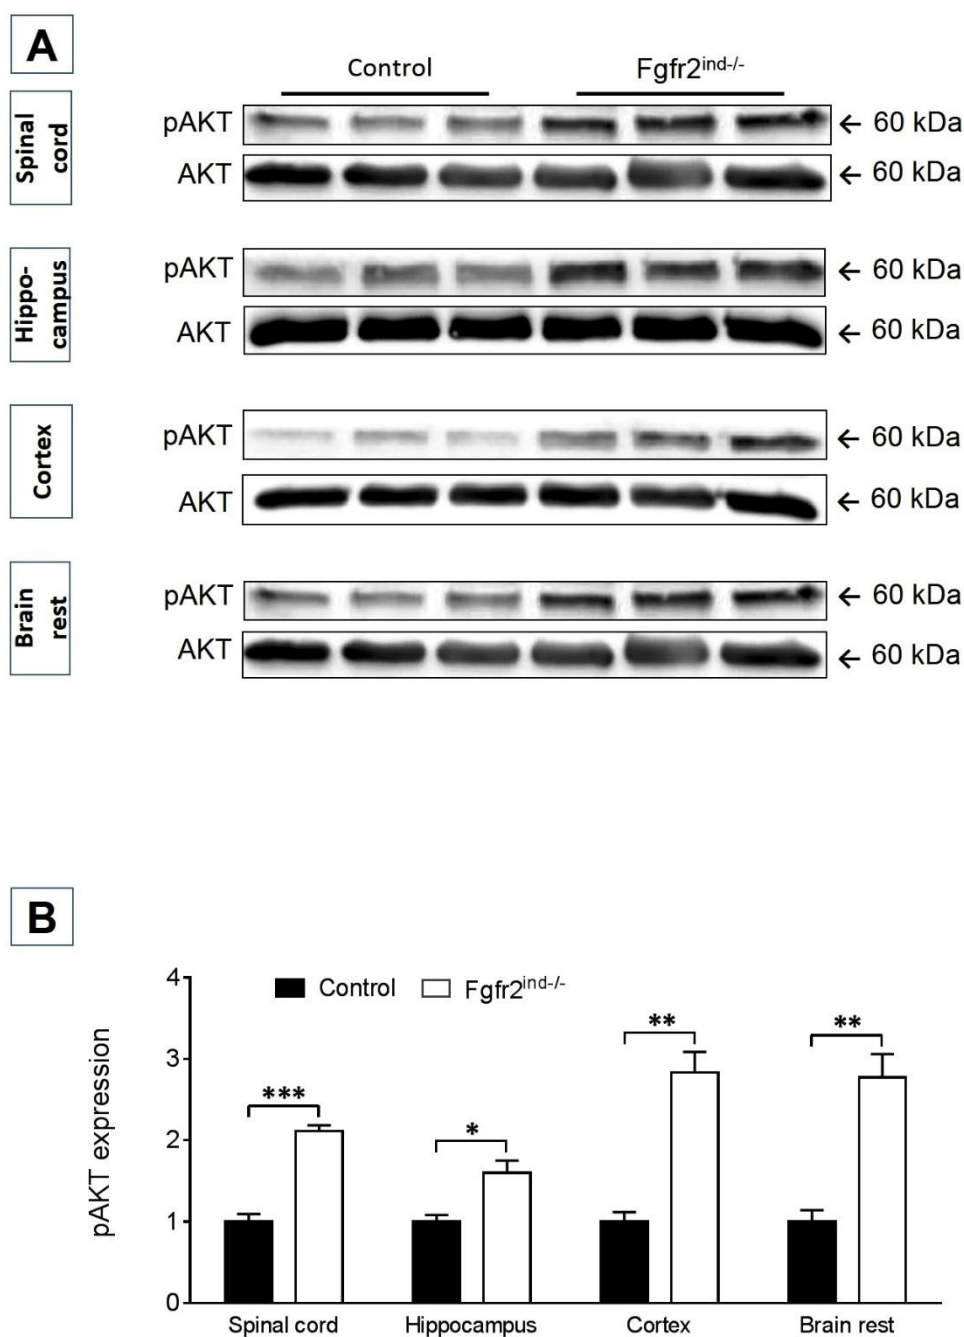 A
Control Fgfr2ind-/-
Spinal
cord
pAKT ← 60 kDa
AKT ← 60 kDa
Hippo-
campus
pAKT ← 60 kDa
AKT ← 60 kDa
Cortex
pAKT ← 60 kDa
AKT ← 60 kDa
Brain
rest
pAKT ← 60 kDa
AKT ← 60 kDa
B
Control Fgfr2ind-/-
pAKT expression
4
3
2
1
0
*** * ** **
Spinal cord Hippocampus Cortex Brain rest